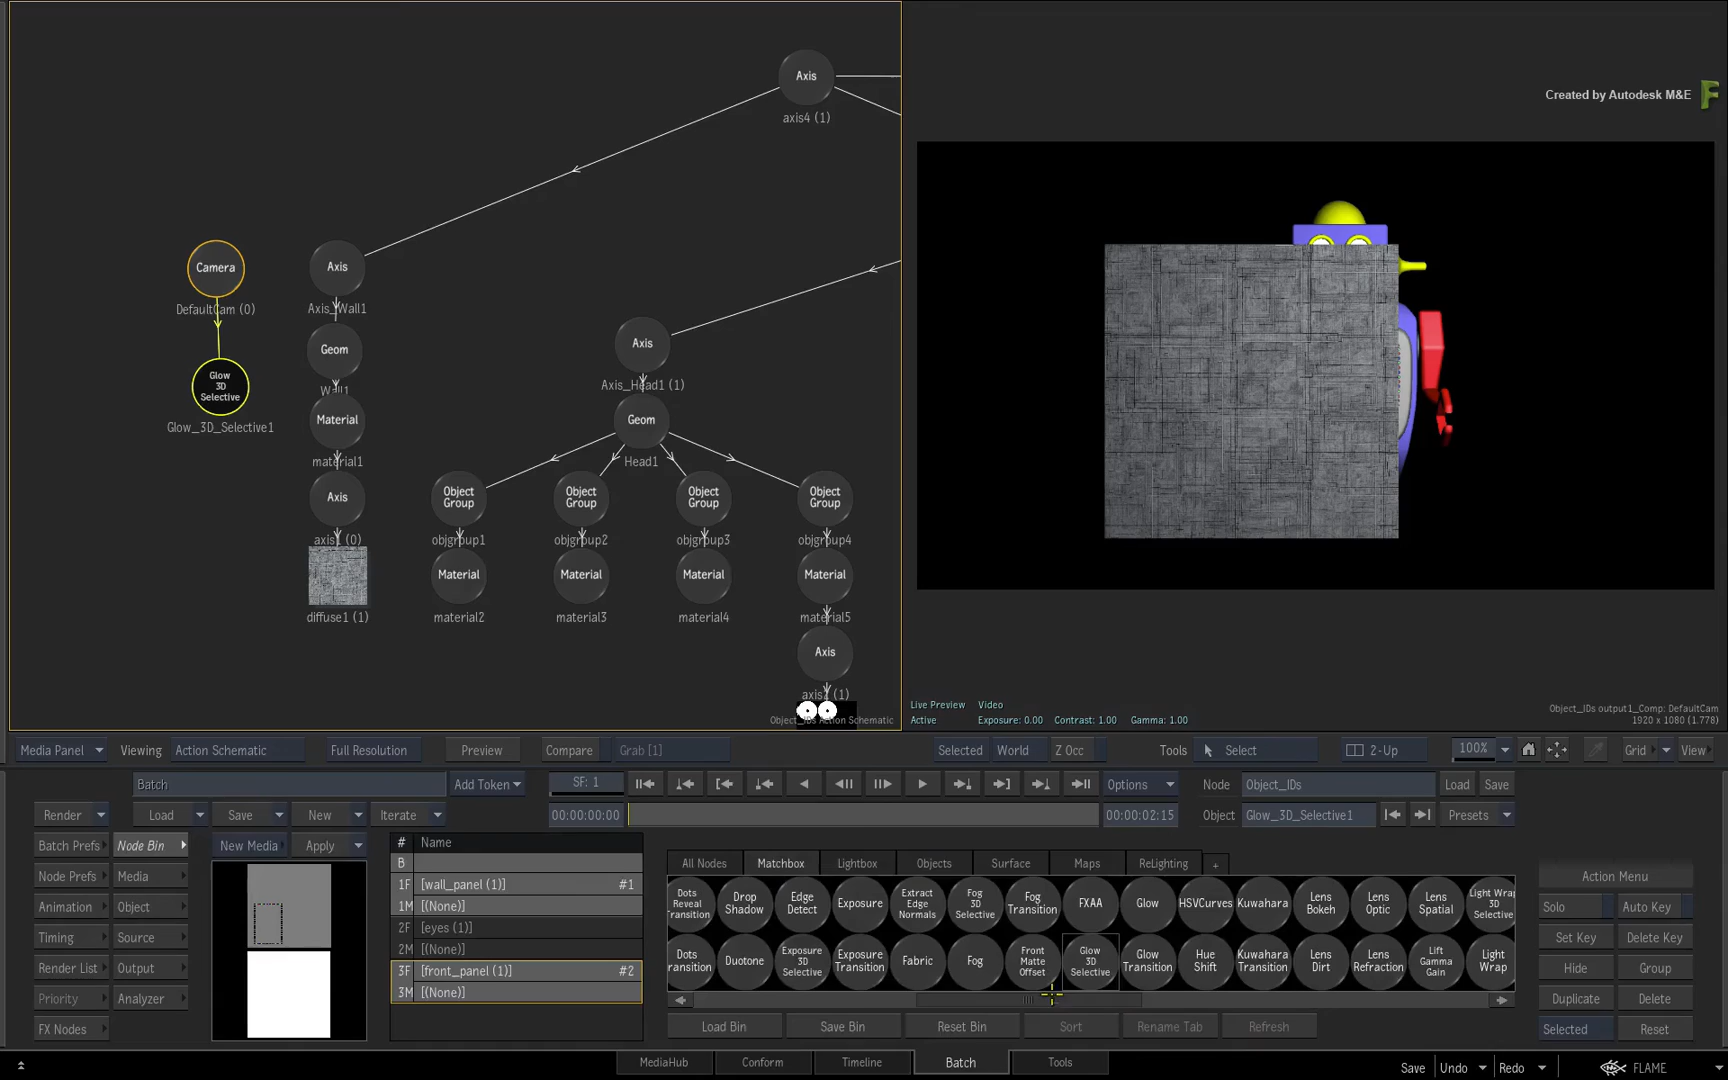 Axis
axis4 (1)
Created by Autodesk M&E
Camera
DefaultCam (0)
Axis
Axis_Wall1
Geom
Wall1
Glow
3D
Selective
Glow_3D_Selective1
Material
material1
Axis
axis1 (0)
diffuse1 (1)
Axis
Axis_Head1 (1)
Geom
Head1
Object
Group
objgroup1
Object
Group
objgroup2
Object
Group
objgroup3
Object
Group
objgroup4
Material
material2
Material
material3
Material
material4
Material
material5
Axis
axis2 (1)
Object_IDs Action Schematic
Live Preview Video
Active Exposure: 0.00 Contrast: 1.00 Gamma: 1.00
Object_IDs output1_Comp: DefaultCam
1920 x 1080 (1.778)
Media Panel Viewing Action Schematic Full Resolution Preview Compare Grab [1] Selected World Z Occ Tools Select 2-Up 100% Grid View
Batch Add Token SF: 1 Options Node Object_IDs Load Save
Render Load Save New Iterate 00:00:00:00 00:00:02:15 Object Glow_3D_Selective1 Presets
Batch Prefs Node Bin New Media Apply
Node Prefs Media
Animation Object
Timing Source
Render List Output
Priority Analyzer
FX Nodes
# Name
B
1F [wall_panel (1)] #1
1M [(None)]
2F [eyes (1)]
2M [(None)]
3F [front_panel (1)] #2
3M [(None)]
All Nodes Matchbox Lightbox Objects Surface Maps ReLighting +
Dots
Reveal
Transition
Drop
Shadow
Edge
Detect
Exposure
Extract
Edge
Normals
Fog
3D
Selective
Fog
Transition
FXAA
Glow
HSVCurves
Kuwahara
Lens
Bokeh
Lens
Optic
Lens
Spatial
Light Wrap
3D
Selective
Dots
ransition
Duotone
Exposure
3D
Selective
Exposure
Transition
Fabric
Fog
Front
Matte
Offset
Glow
3D
Selective
Glow
Transition
Hue
Shift
Kuwahara
Transition
Lens
Dirt
Lens
Refraction
Lift
Gamma
Gain
Light
Wrap
Load Bin Save Bin Reset Bin Sort Rename Tab Refresh
Action Menu
Solo Auto Key
Set Key Delete Key
Hide Group
Duplicate Delete
Selected Reset
MediaHub Conform Timeline Batch Tools
Save Undo Redo FLAME